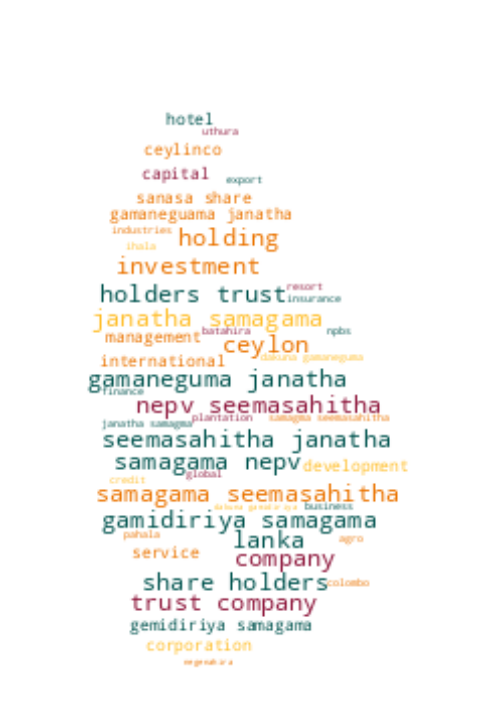 hotel
uthura
ceylinco
capital
export
sanasa share
gamaneguama janatha
industries
holding
ihala
investment
resort
holders trust
insurance
janatha samagama
batahira
npbs
management
ceylon
dakuna gamaneguma
international
gamaneguma janatha
finance
nepv seemasahitha
plantation
samagma seemasahitha
janatha samagma
seemasahitha janatha
samagama nepv
development
global
credit
samagama seemasahitha
business
gamidiriya samagama
pahala
lanka
agro
service
company
share holders
colombo
trust company
gemidiriya samagama
corporation